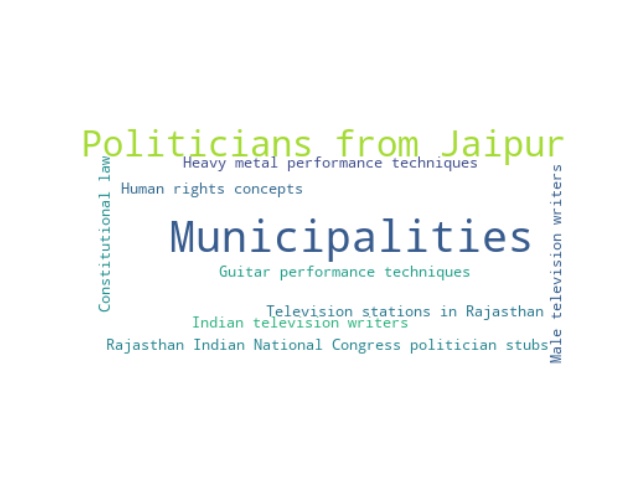 Politicians from Jaipur
Heavy metal performance techniques
Constitutional law
Human rights concepts
Male television writers
Municipalities
Guitar performance techniques
Television stations in Rajasthan
Indian television writers
Rajasthan Indian National Congress politician stubs